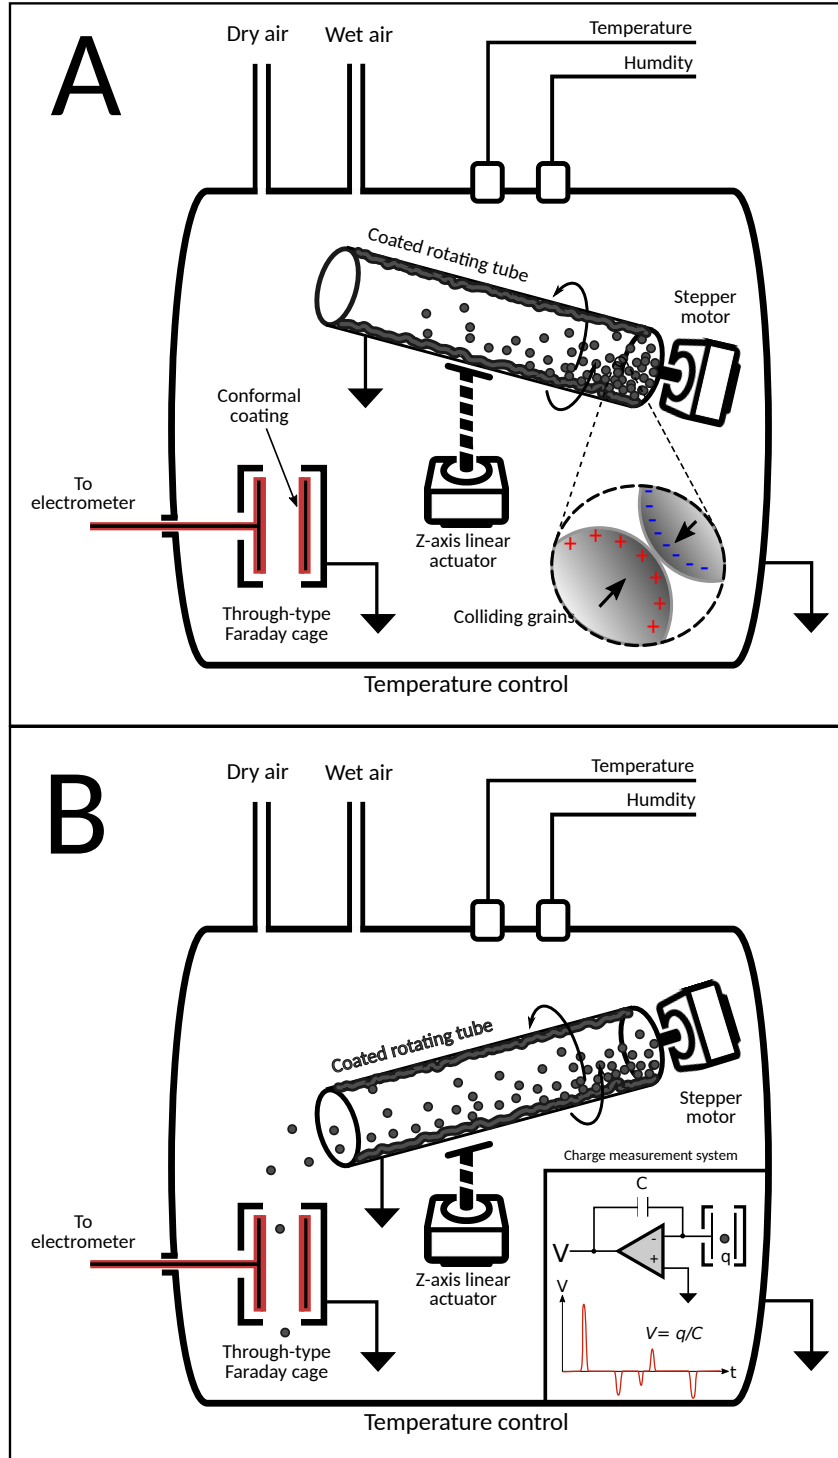 A
Dry air
Wet air
Temperature
Humdity
Coated rotating tube
Stepper
motor
Conformal
coating
To
electrometer
Z-axis linear
actuator
Through-type
Faraday cage
Colliding grains
+ + + + + + +
- - - - - - -
Temperature control
B
Dry air
Wet air
Temperature
Humdity
Coated rotating tube
Stepper
motor
Charge measurement system
To
electrometer
Z-axis linear
actuator
C
V
-
+
q
V
V= q/C
t
Through-type
Faraday cage
Temperature control